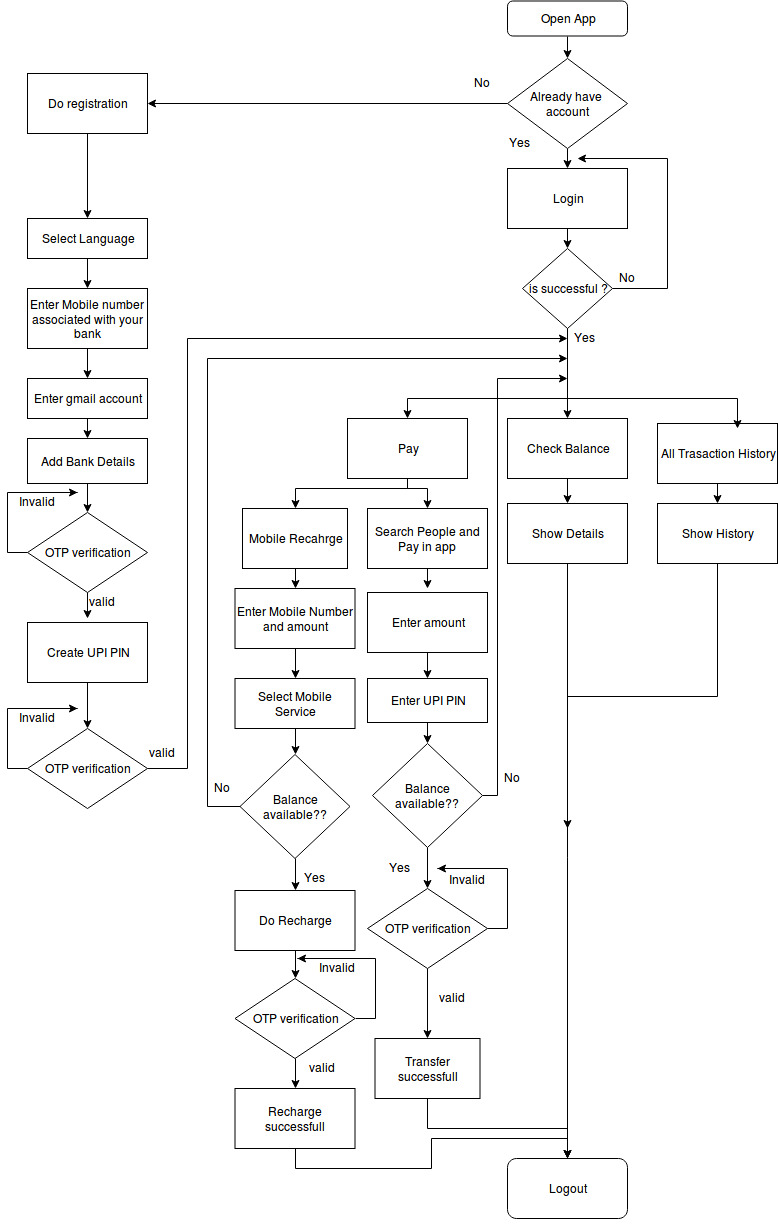 Open App
Already have
account
No
Yes
Do registration
Login
Select Language
is successful ?
No
Yes
Enter Mobile number
associated with your
bank
Enter gmail account
Add Bank Details
Invalid
OTP verification
valid
Create UPI PIN
Invalid
OTP verification
valid
Pay
Check Balance
All Trasaction History
Mobile Recahrge
Search People and
Pay in app
Show Details
Show History
Enter Mobile Number
and amount
Enter amount
Select Mobile
Service
Enter UPI PIN
No
Balance
available??
Balance
available??
No
Yes
Yes
Invalid
Do Recharge
OTP verification
Invalid
OTP verification
valid
valid
Transfer
successfull
Recharge
successfull
Logout